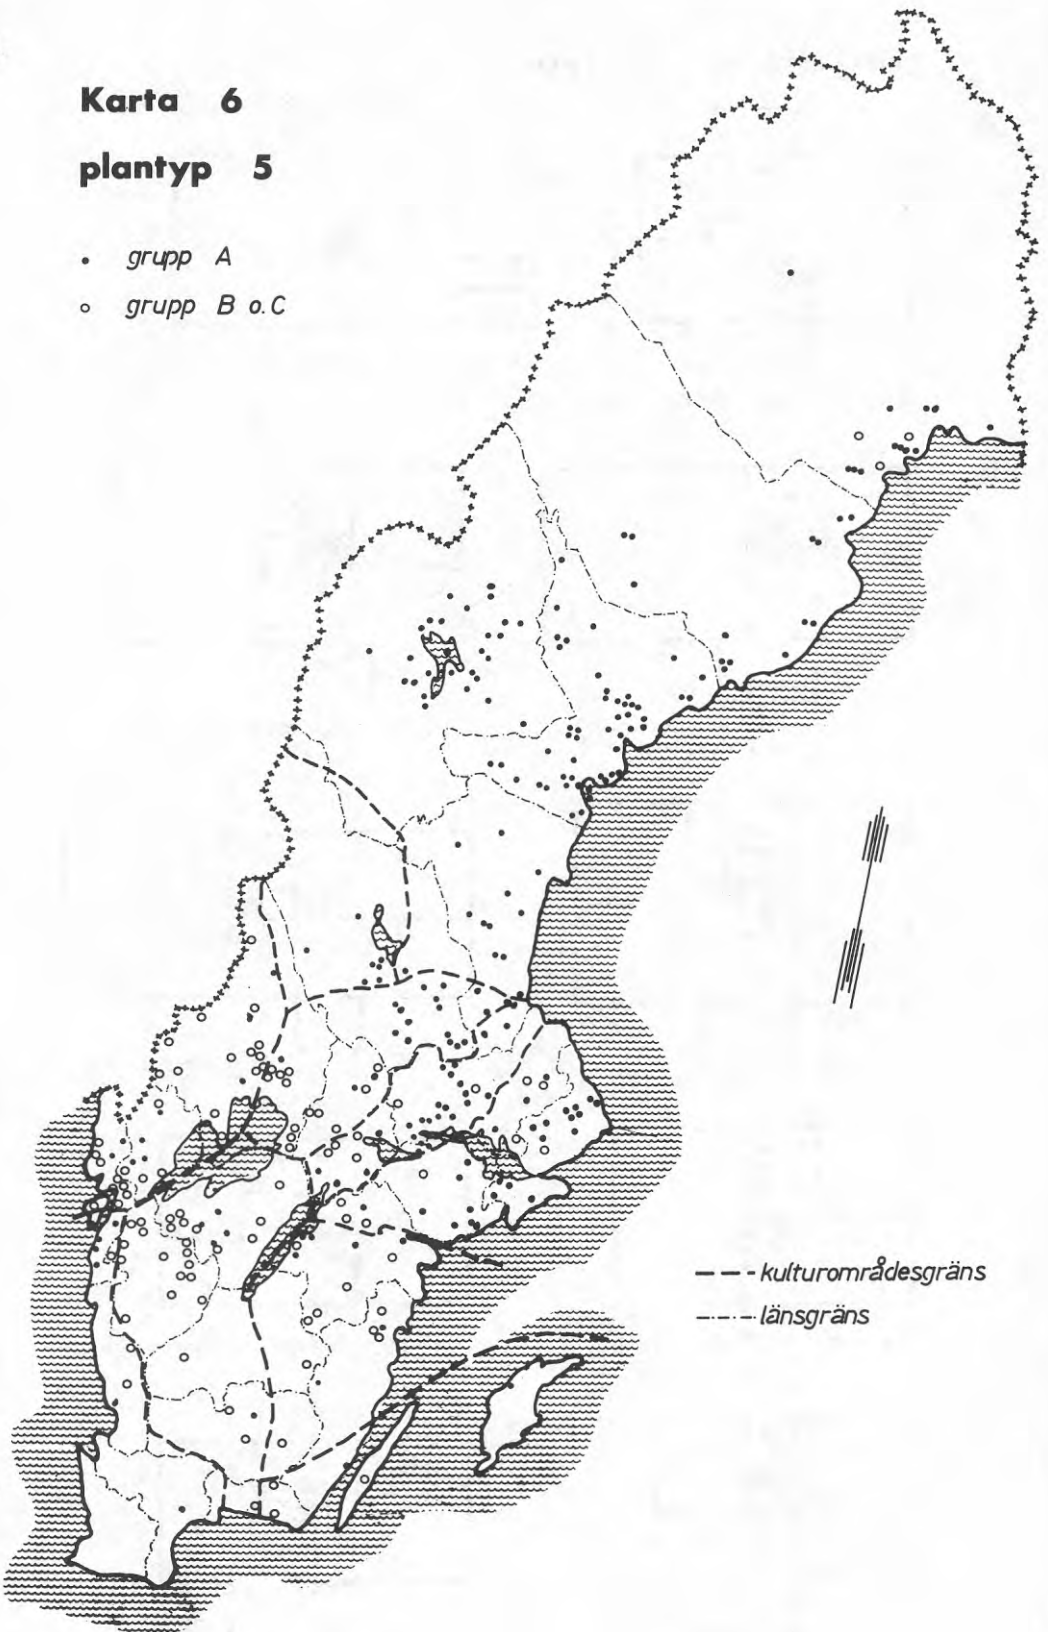 Karta 6
plantyp 5
grupp A
grupp B o. C
kulturområdesgräns
länsgräns